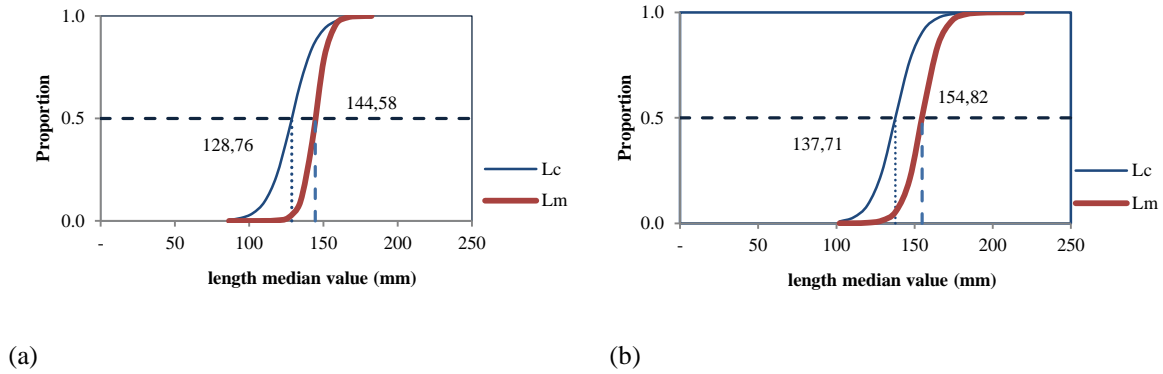 1.0
0.5
0.0
Proportion
144,58
128,76
Lc
Lm
- 50 100 150 200 250
length median value (mm)
(a)
1.0
0.5
0.0
Proportion
154,82
137,71
Lc
Lm
- 50 100 150 200 250
length median value (mm)
(b)